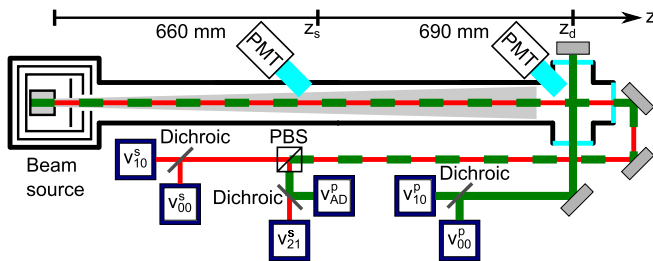 660 mm
z_s
690 mm
z_d
z
PMT
PMT
Beam
source
Dichroic
PBS
Dichroic
Dichroic
v^s_10
v^s_00
v^s_21
v^p_AD
v^p_10
v^p_00